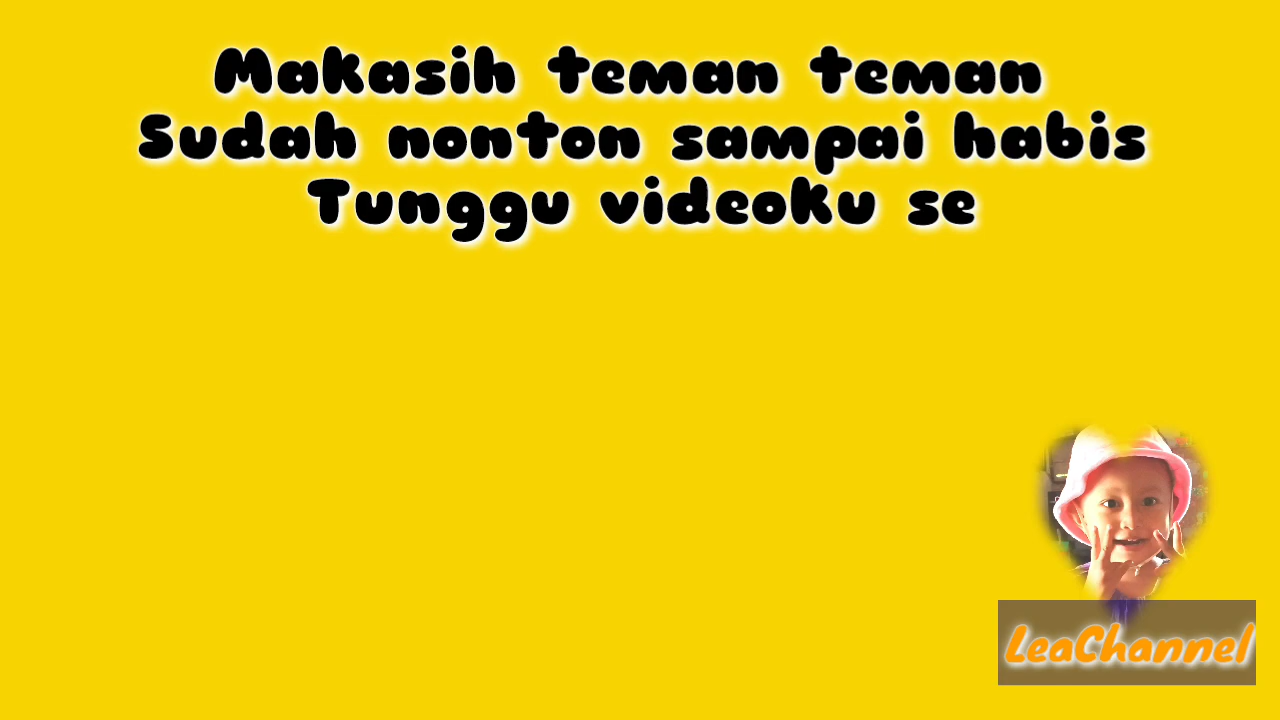 Makasih teman teman
Sudah nonton sampai habis
Tunggu videoku se
LeaChannel